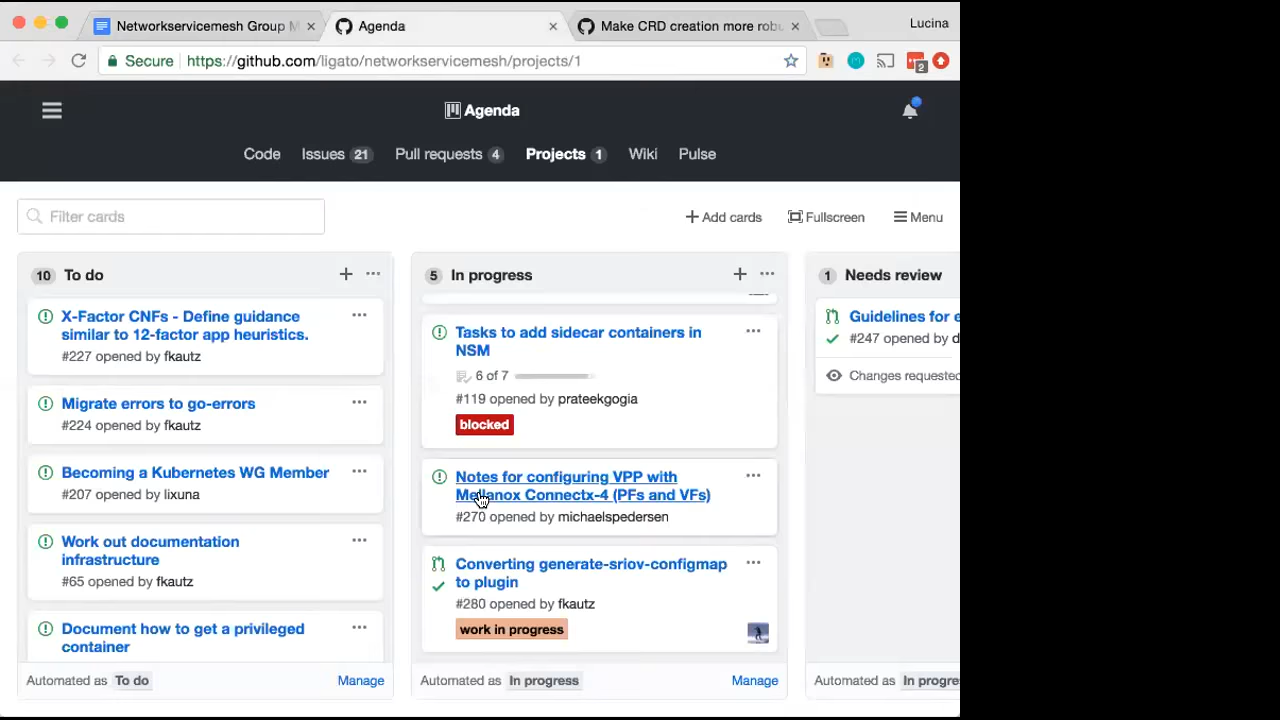 Networkservicemesh Group M
Agenda
Make CRD creation more robu
Lucina
Secure
https://github.com/ligato/networkservicemesh/projects/1
2
Agenda
Code
Issues 21
Pull requests 4
Projects 1
Wiki
Pulse
Filter cards
Add cards
Fullscreen
Menu
10 To do
X-Factor CNFs - Define guidance
similar to 12-factor app heuristics.
#227 opened by fkautz
Migrate errors to go-errors
#224 opened by fkautz
Becoming a Kubernetes WG Member
#207 opened by lixuna
Work out documentation
infrastructure
#65 opened by fkautz
Document how to get a privileged
container
Automated as To do
Manage
5 In progress
Tasks to add sidecar containers in
NSM
6 of 7
#119 opened by prateekgogia
blocked
Notes for configuring VPP with
Mellanox Connectx-4 (PFs and VFs)
#270 opened by michaelspedersen
Converting generate-sriov-configmap
to plugin
#280 opened by fkautz
work in progress
Automated as In progress
Manage
1 Needs review
Guidelines for e
#247 opened by d
Changes requested
Automated as In progre